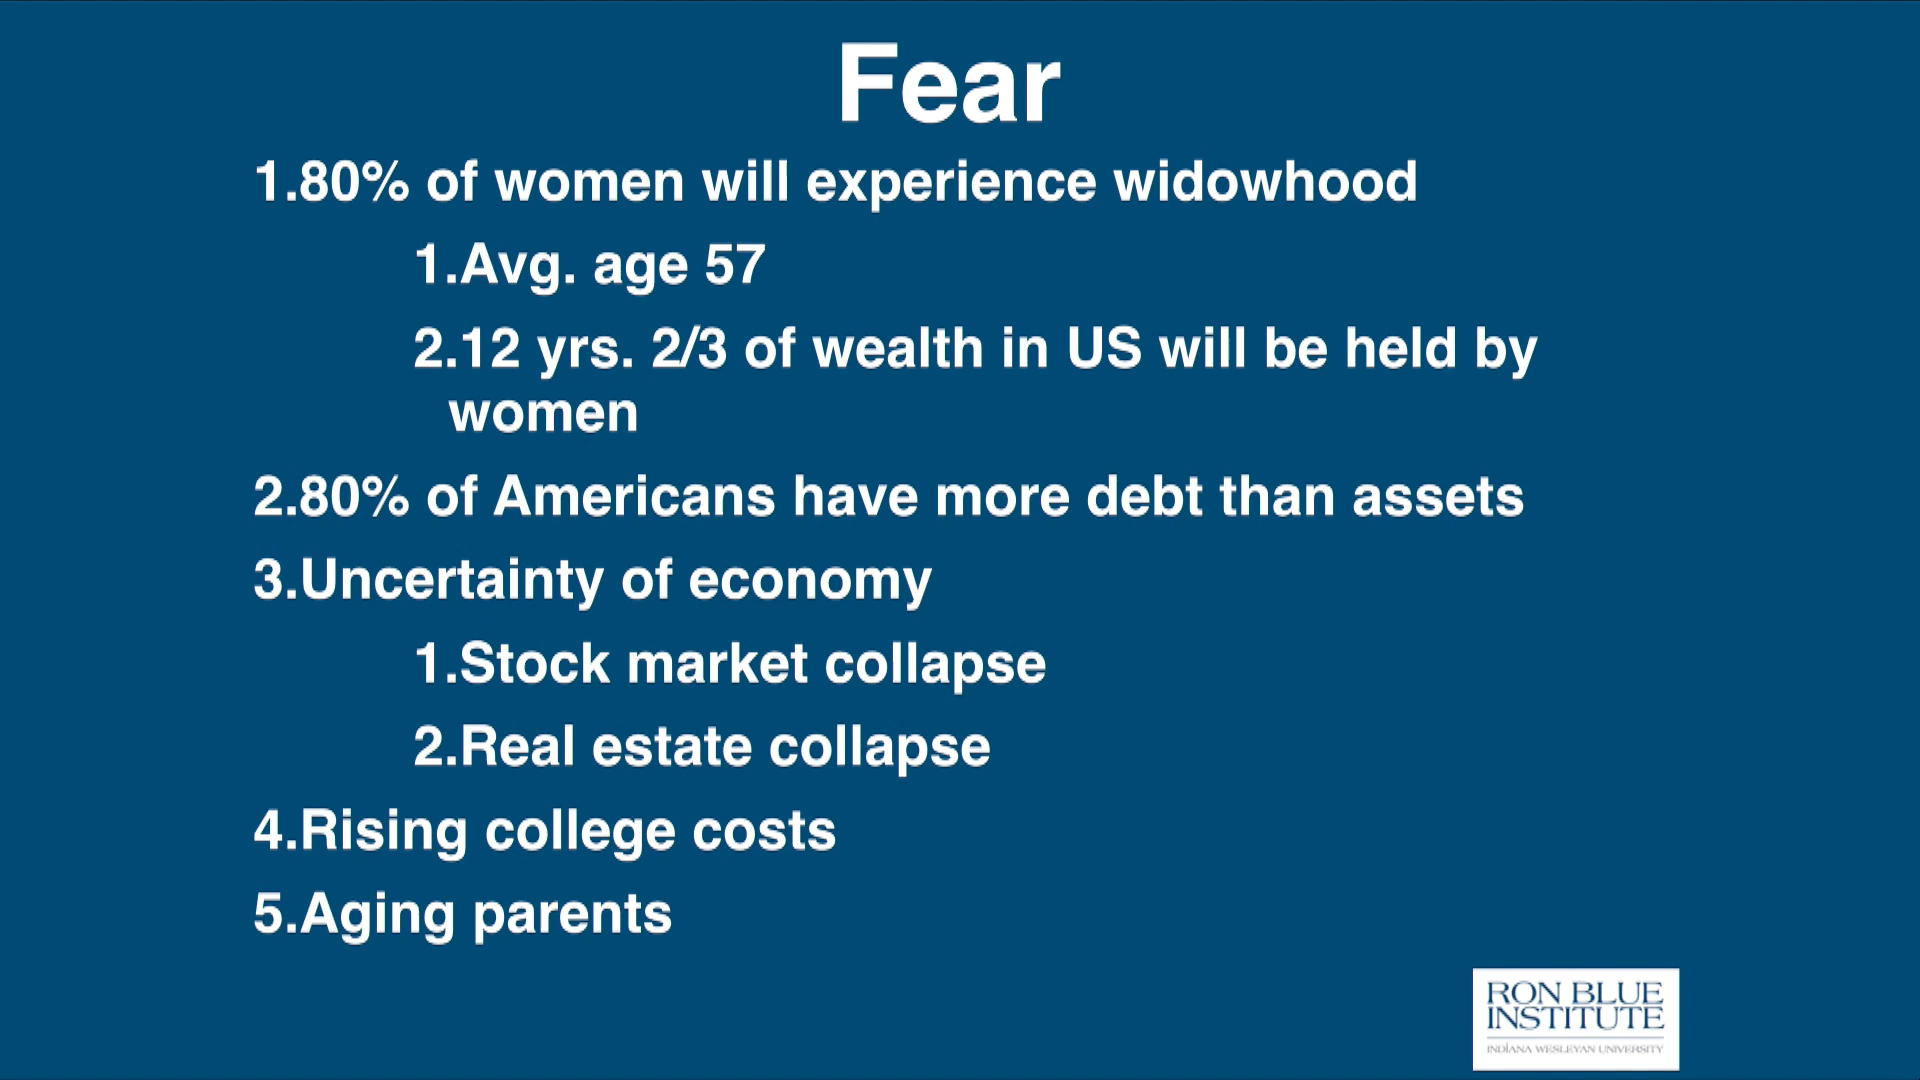 Fear
1.80% of women will experience widowhood
1.Avg. age 57
2.12 yrs. 2/3 of wealth in US will be held by
women
2.80% of Americans have more debt than assets
3.Uncertainty of economy
1.Stock market collapse
2.Real estate collapse
4.Rising college costs
5.Aging parents
RON BLUE
INSTITUTE
INDIANA WESLEYAN UNIVERSITY